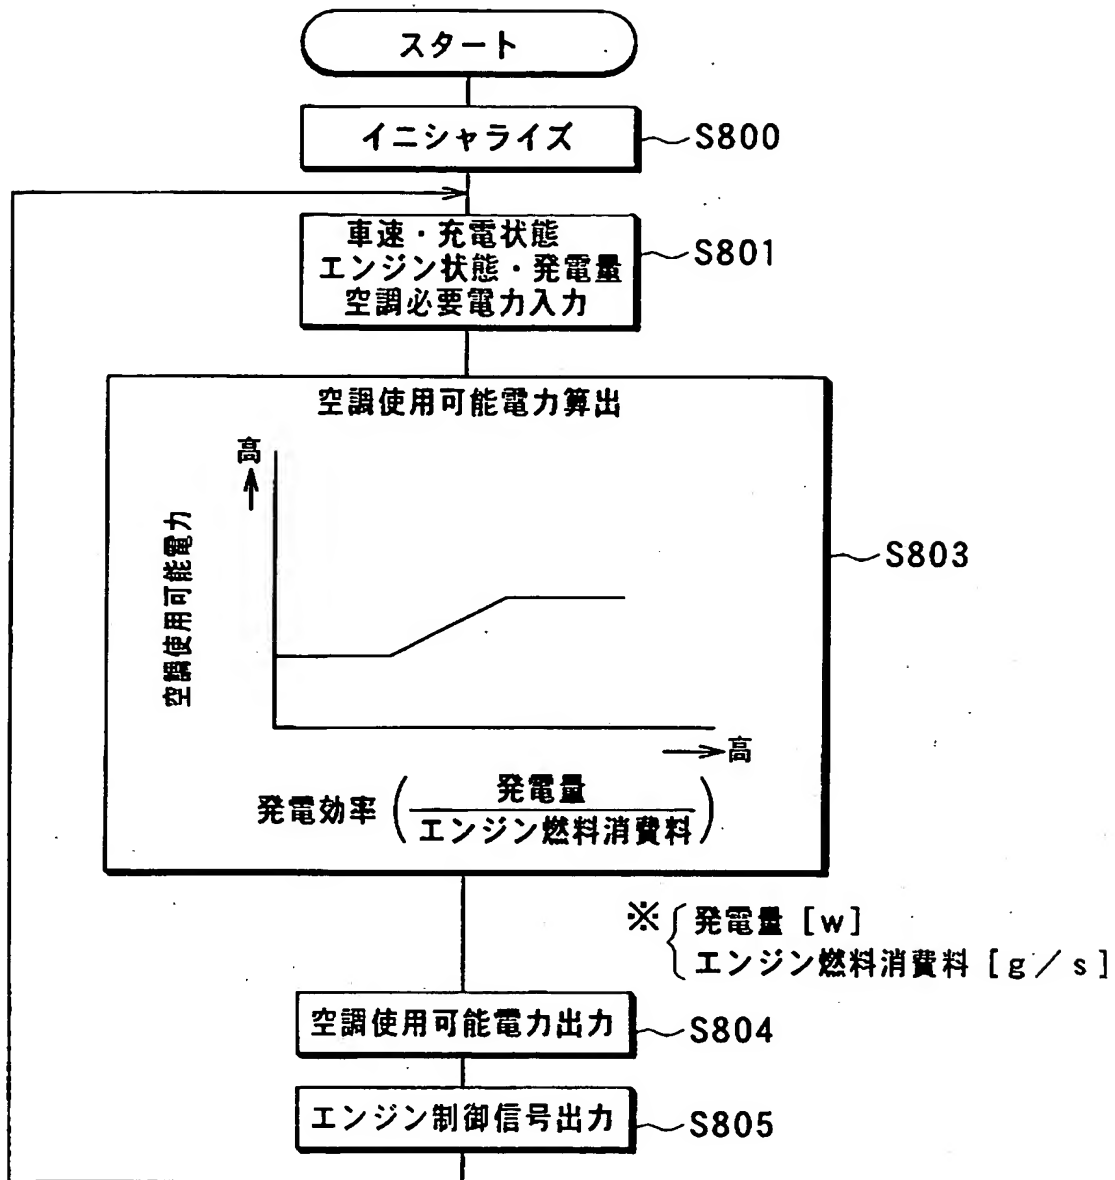 スタート
イニシャライズ
S800
車速・充電状態
エンジン状態・発電量
空調必要電力入力
S801
空調使用可能電力算出
高
空調使用可能電力
S803
高
発電効率(発電量
エンジン燃料消費料)
※{発電量[w]
エンジン燃料消費料[g/s]
空調使用可能電力出力
S804
エンジン制御信号出力
S805